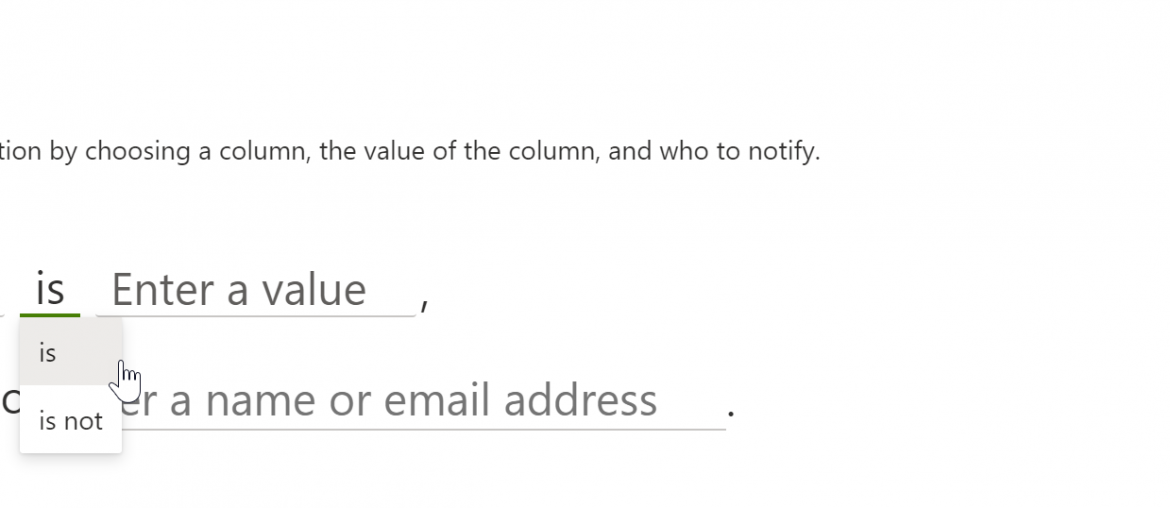 tion by choosing a column, the value of the column, and who to notify.
is Enter a value ,
is
er a name or email address .
is not